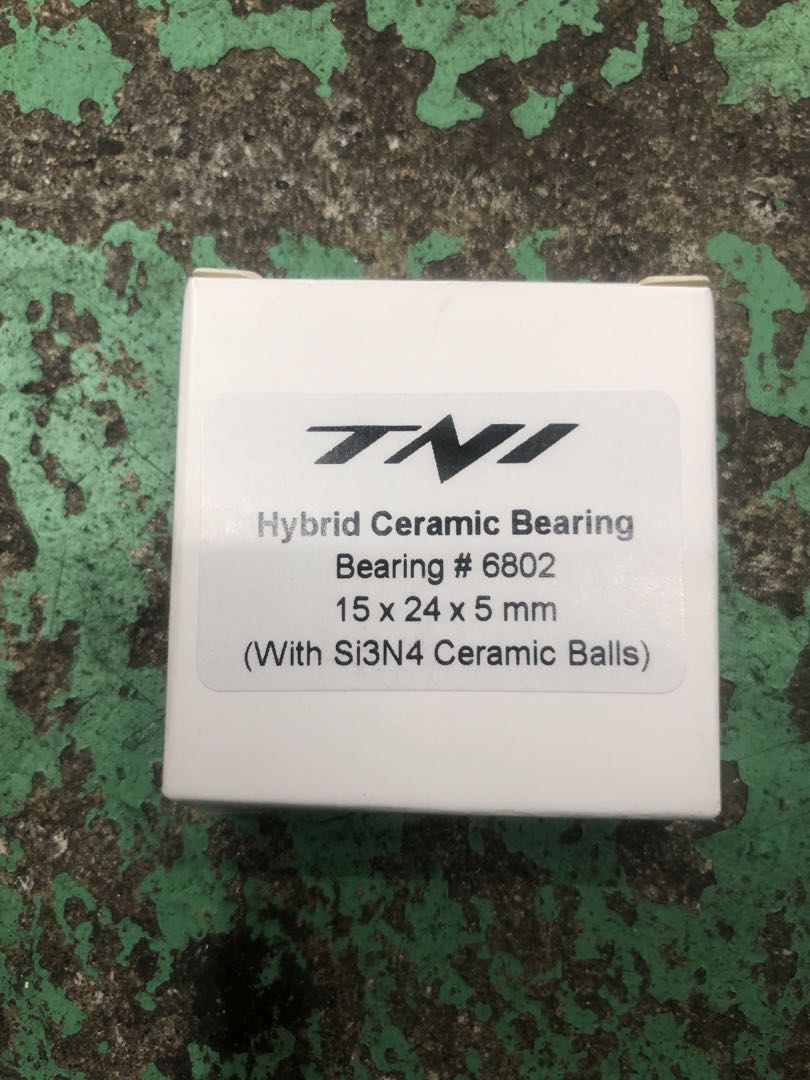 TNI
Hybrid Ceramic Bearing
Bearing # 6802
15 x 24 x 5 mm
(With Si3N4 Ceramic Balls)